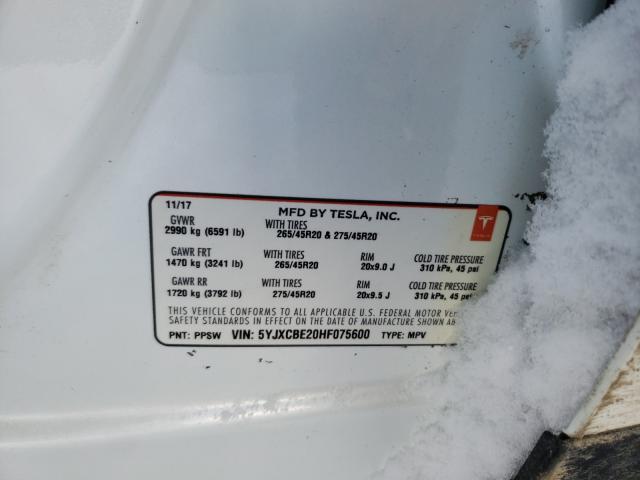 11/17
MFD BY TESLA, INC.
GVWR
2990 kg (6591 lb)
WITH TIRES
265/45R20 & 275/45R20
GAWR FRT
1470 kg (3241 lb)
WITH TIRES
265/45R20
RIM
20x9.0 J
COLD TIRE PRESSURE
310 kPa, 45 psi
GAWR RR
1720 kg (3792 lb)
WITH TIRES
275/45R20
RIM
20x9.5 J
COLD TIRE PRESSURE
310 kPa, 45 psi
THIS VEHICLE CONFORMS TO ALL APPLICABLE U.S. FEDERAL MOTOR
SAFETY STANDARDS IN EFFECT ON THE DATE OF MANUFACTURE SHOWN
PNT: PPSW VIN: 5YJXCBE20HF075600 TYPE: MPV